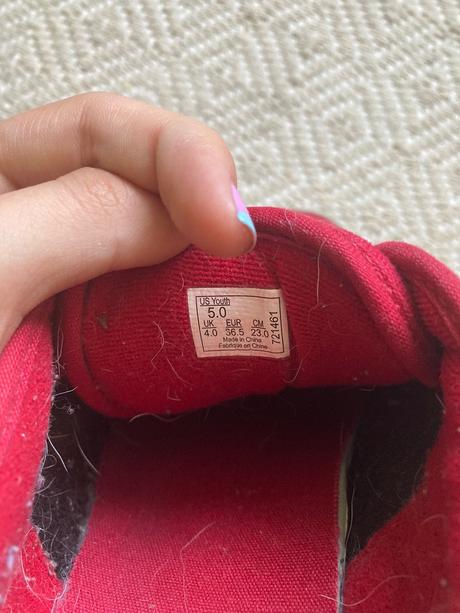 US Youth
5.0
UK EUR CM
4.0 36.5 23.0
Made in China
Fabriqué en Chine
721461